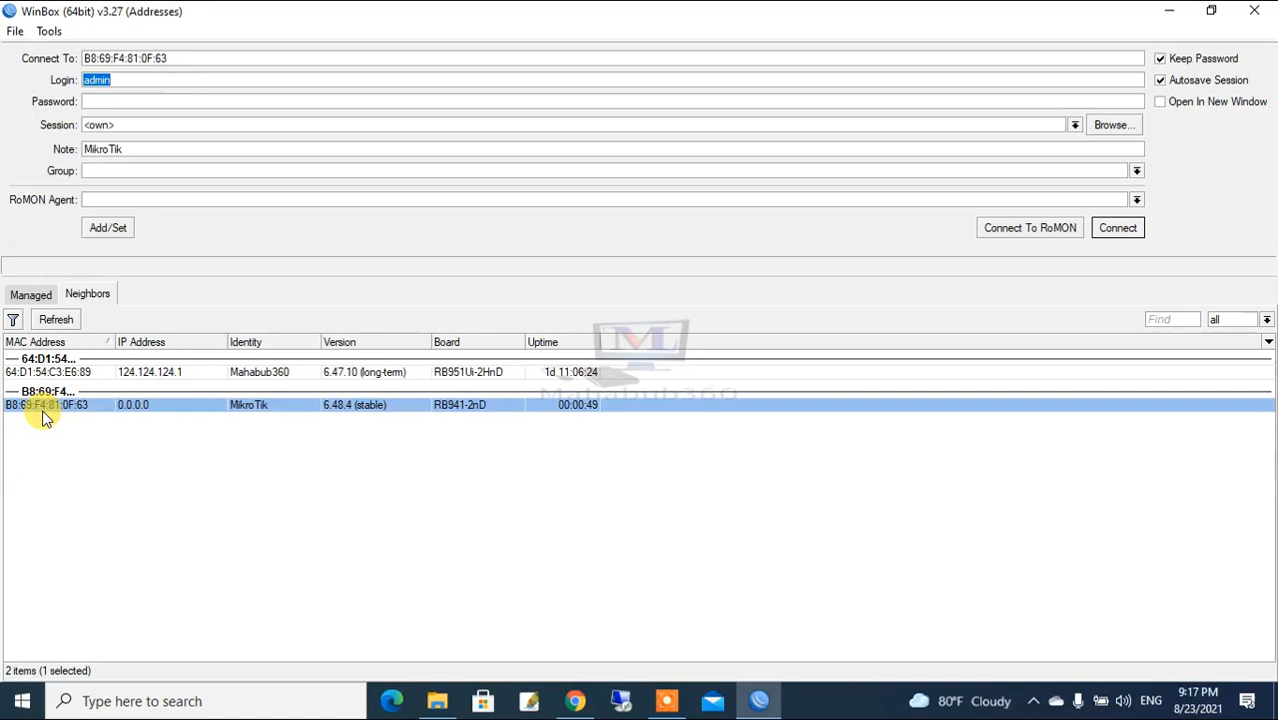 WinBox (64bit) v3.27 (Addresses)
File Tools
Connect To: B8:69:F4:81:0F:63
Keep Password
Login: admin
Autosave Session
Password:
Open In New Window
Session: <own>
Browse...
Note: MikroTik
Group:
RoMON Agent:
Add/Set
Connect To RoMON
Connect
Managed Neighbors
Refresh
Find
all
MAC Address IP Address Identity Version Board Uptime
64:D1:54...
64:D1:54:C3:E6:89 124.124.124.1 Mahabub360 6.47.10 (long-term) RB951Ui-2HnD 1d 11:06:24
B8:69:F4...
B8:69:F4:81:0F:63 0.0.0.0 MikroTik 6.48.4 (stable) RB941-2nD 00:00:49
ML
Mahabub360
2 items (1 selected)
Type here to search
80°F Cloudy
ENG
9:17 PM
8/23/2021